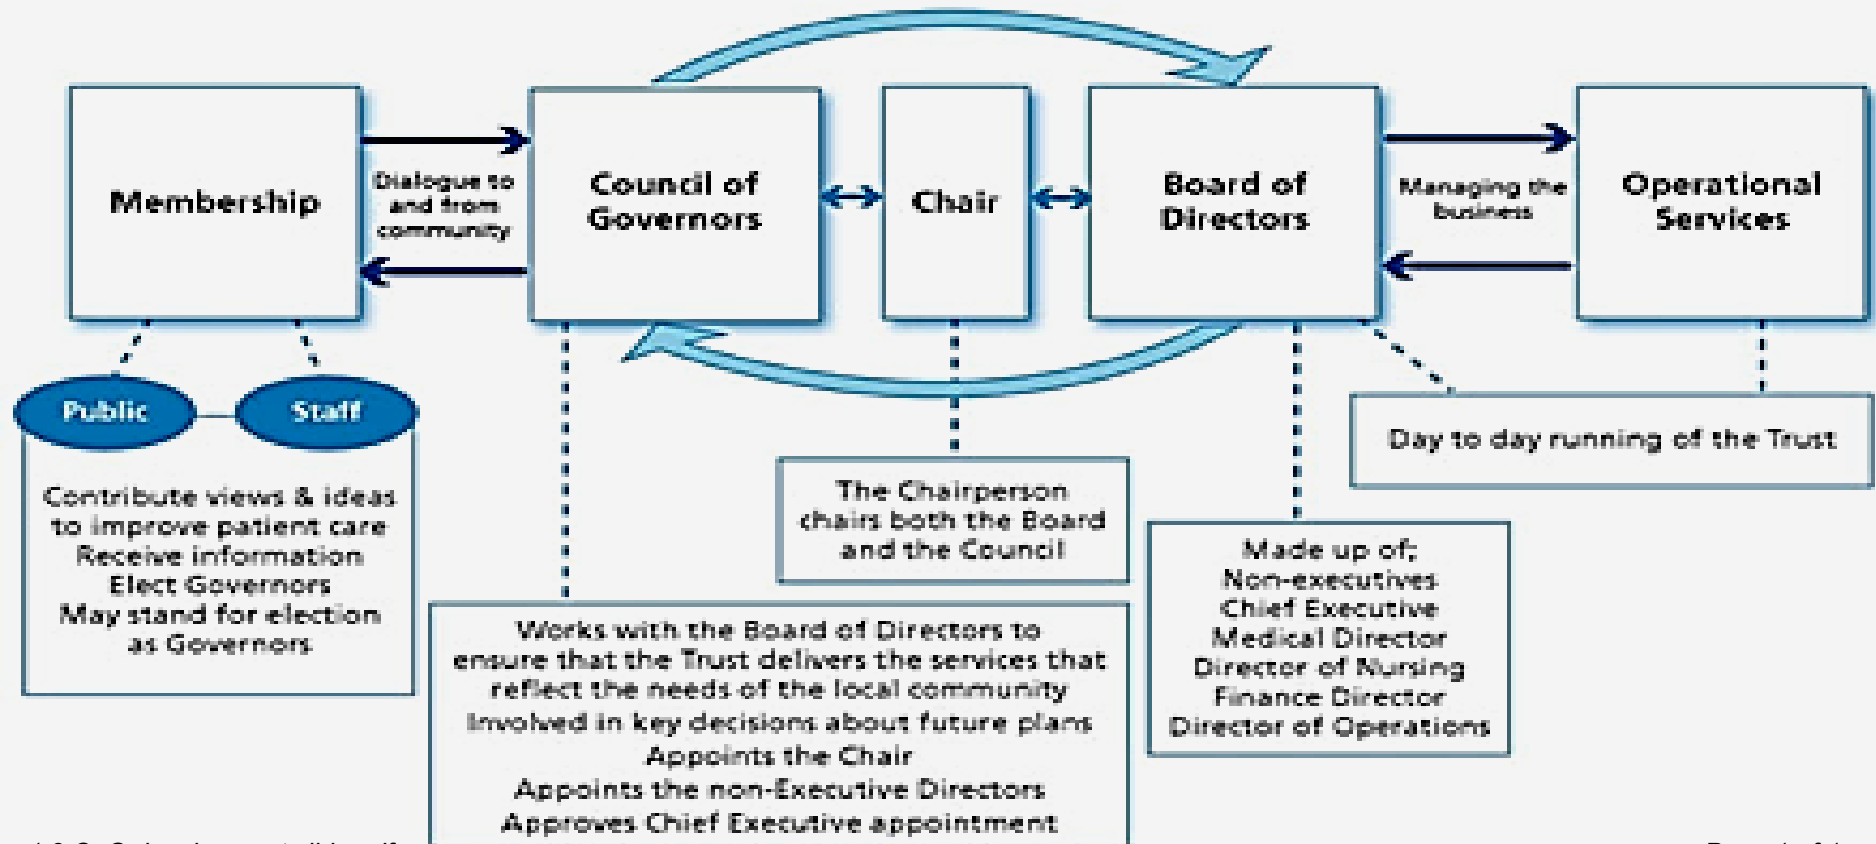 Membership
Dialogue to
and from
community
Council of
Governors
Chair
Board of
Directors
Managing the
business
Operational
Services
Public
Staff
Contribute views & ideas
to improve patient care
Receive information
Elect Governors
May stand for election
as Governors
The Chairperson
chairs both the Board
and the Council
Day to day running of the Trust
Made up of;
Non-executives
Chief Executive
Medical Director
Director of Nursing
Finance Director
Director of Operations
Works with the Board of Directors to
ensure that the Trust delivers the services that
reflect the needs of the local community
Involved in key decisions about future plans
Appoints the Chair
Appoints the non-Executive Directors
Approves Chief Executive appointment